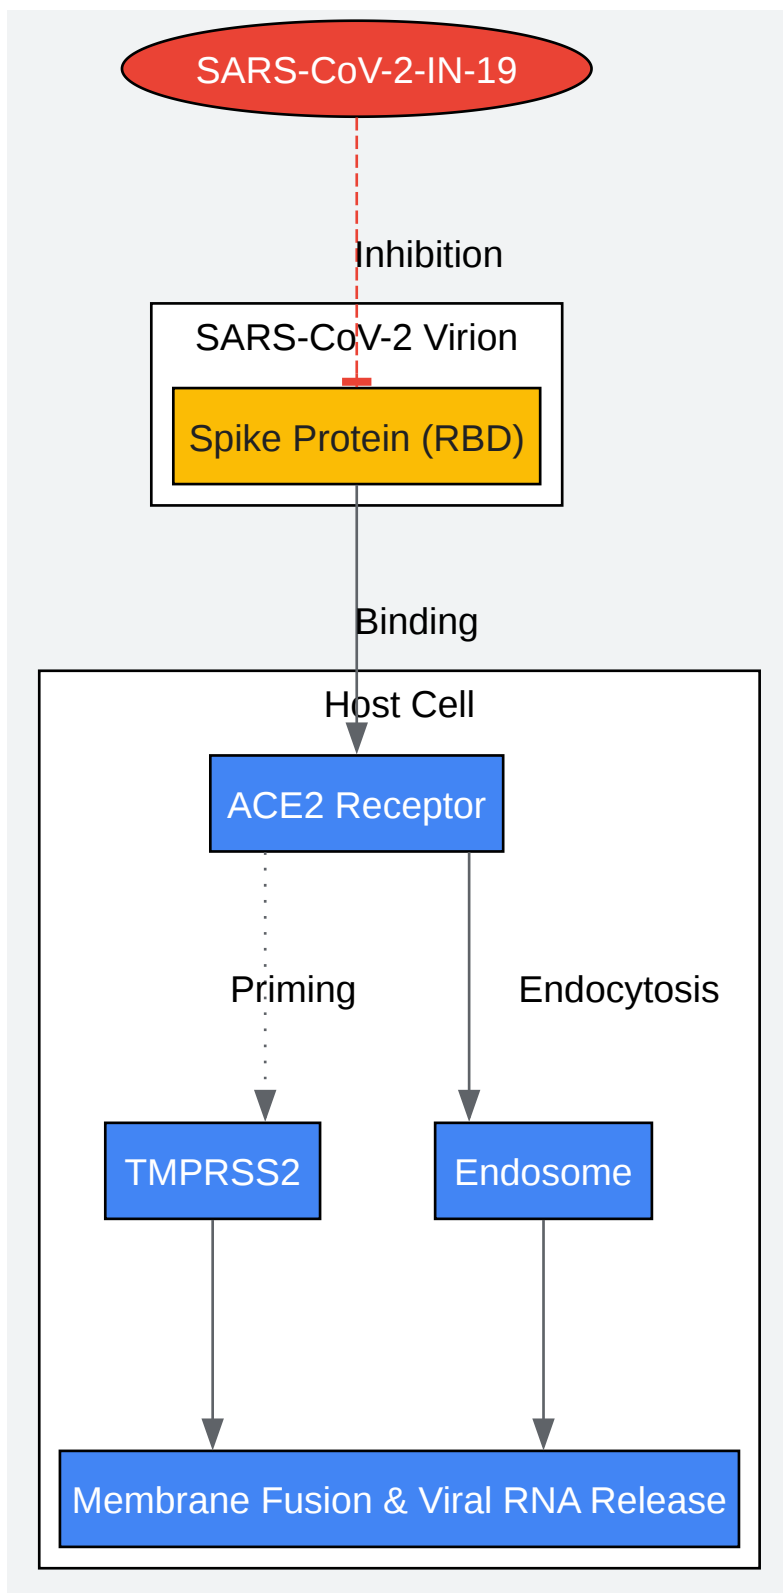 SARS-CoV-2-IN-19
Inhibition
SARS-CoV-2 Virion
Spike Protein (RBD)
Binding
Host Cell
ACE2 Receptor
Priming
Endocytosis
TMPRSS2
Endosome
Membrane Fusion & Viral RNA Release